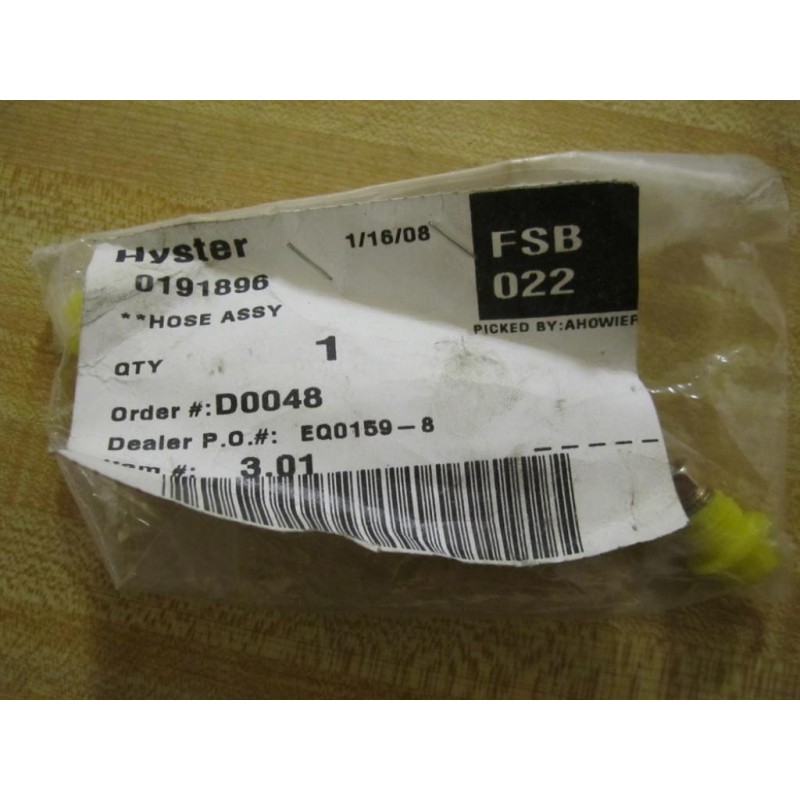 Hyster
1/16/08
FSB
022
0191896
**HOSE ASSY
PICKED BY:AHOWIEF
QTY 1
Order #:D0048
Dealer P.O.#: EQ0159-8
#: 3.01